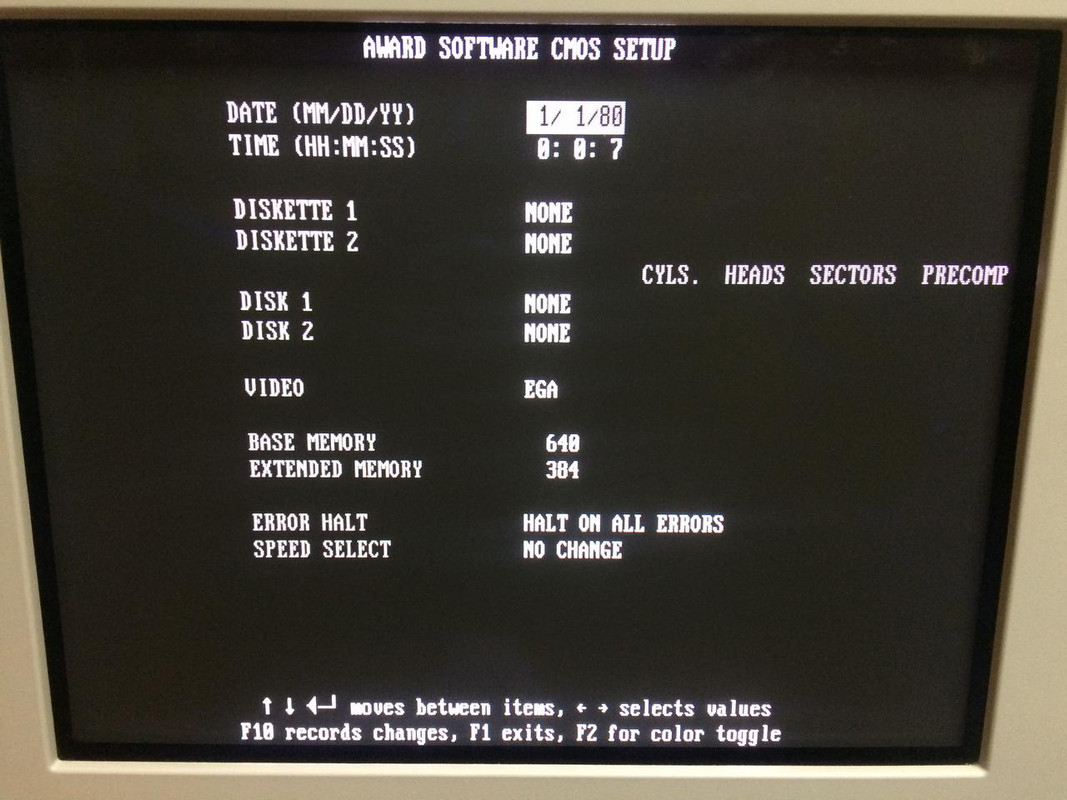 AWARD SOFTWARE CMOS SETUP
DATE (MM/DD/YY) 1/ 1/80
TIME (HH:MM:SS) 0: 0: 7
DISKETTE 1 NONE
DISKETTE 2 NONE
CYLS. HEADS SECTORS PRECOMP
DISK 1 NONE
DISK 2 NONE
VIDEO EGA
BASE MEMORY 640
EXTENDED MEMORY 384
ERROR HALT HALT ON ALL ERRORS
SPEED SELECT NO CHANGE
↑ ↓ ◄─┘ moves between items, ← → selects values
F10 records changes, F1 exits, F2 for color toggle